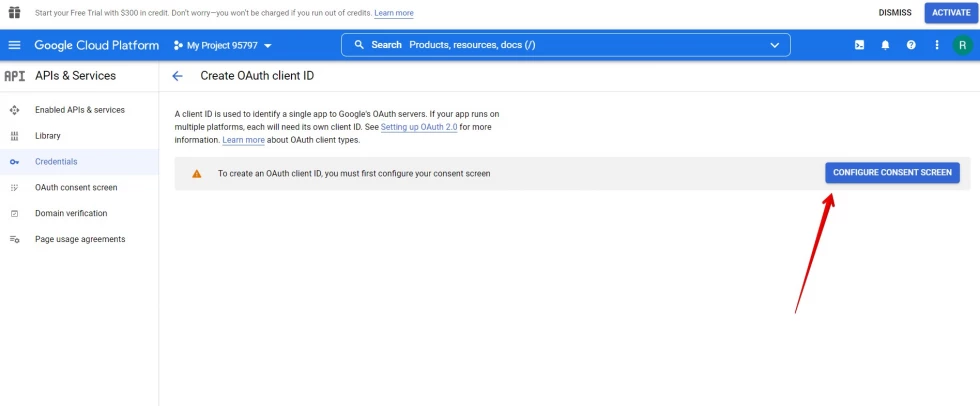 Start your Free Trial with $300 in credit. Don't worry—you won't be charged if you run out of credits. Learn more
DISMISS
ACTIVATE
Google Cloud Platform
My Project 95797
Search Products, resources, docs (/)
R
API APIs & Services
Create OAuth client ID
Enabled APIs & services
Library
Credentials
OAuth consent screen
Domain verification
Page usage agreements
A client ID is used to identify a single app to Google's OAuth servers. If your app runs on
multiple platforms, each will need its own client ID. See Setting up OAuth 2.0 for more
information. Learn more about OAuth client types.
To create an OAuth client ID, you must first configure your consent screen
CONFIGURE CONSENT SCREEN